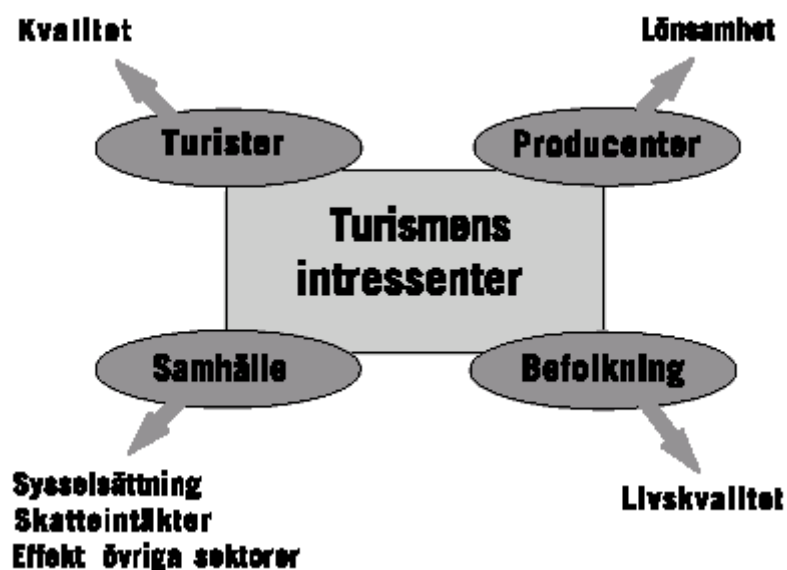 Kvalitet
Lönsamhet
Turister
Producenter
Turismens
intressenter
Samhälle
Befolkning
Sysselsättning
Skatteintäkter
Effekt övriga sektorer
Livskvalitet